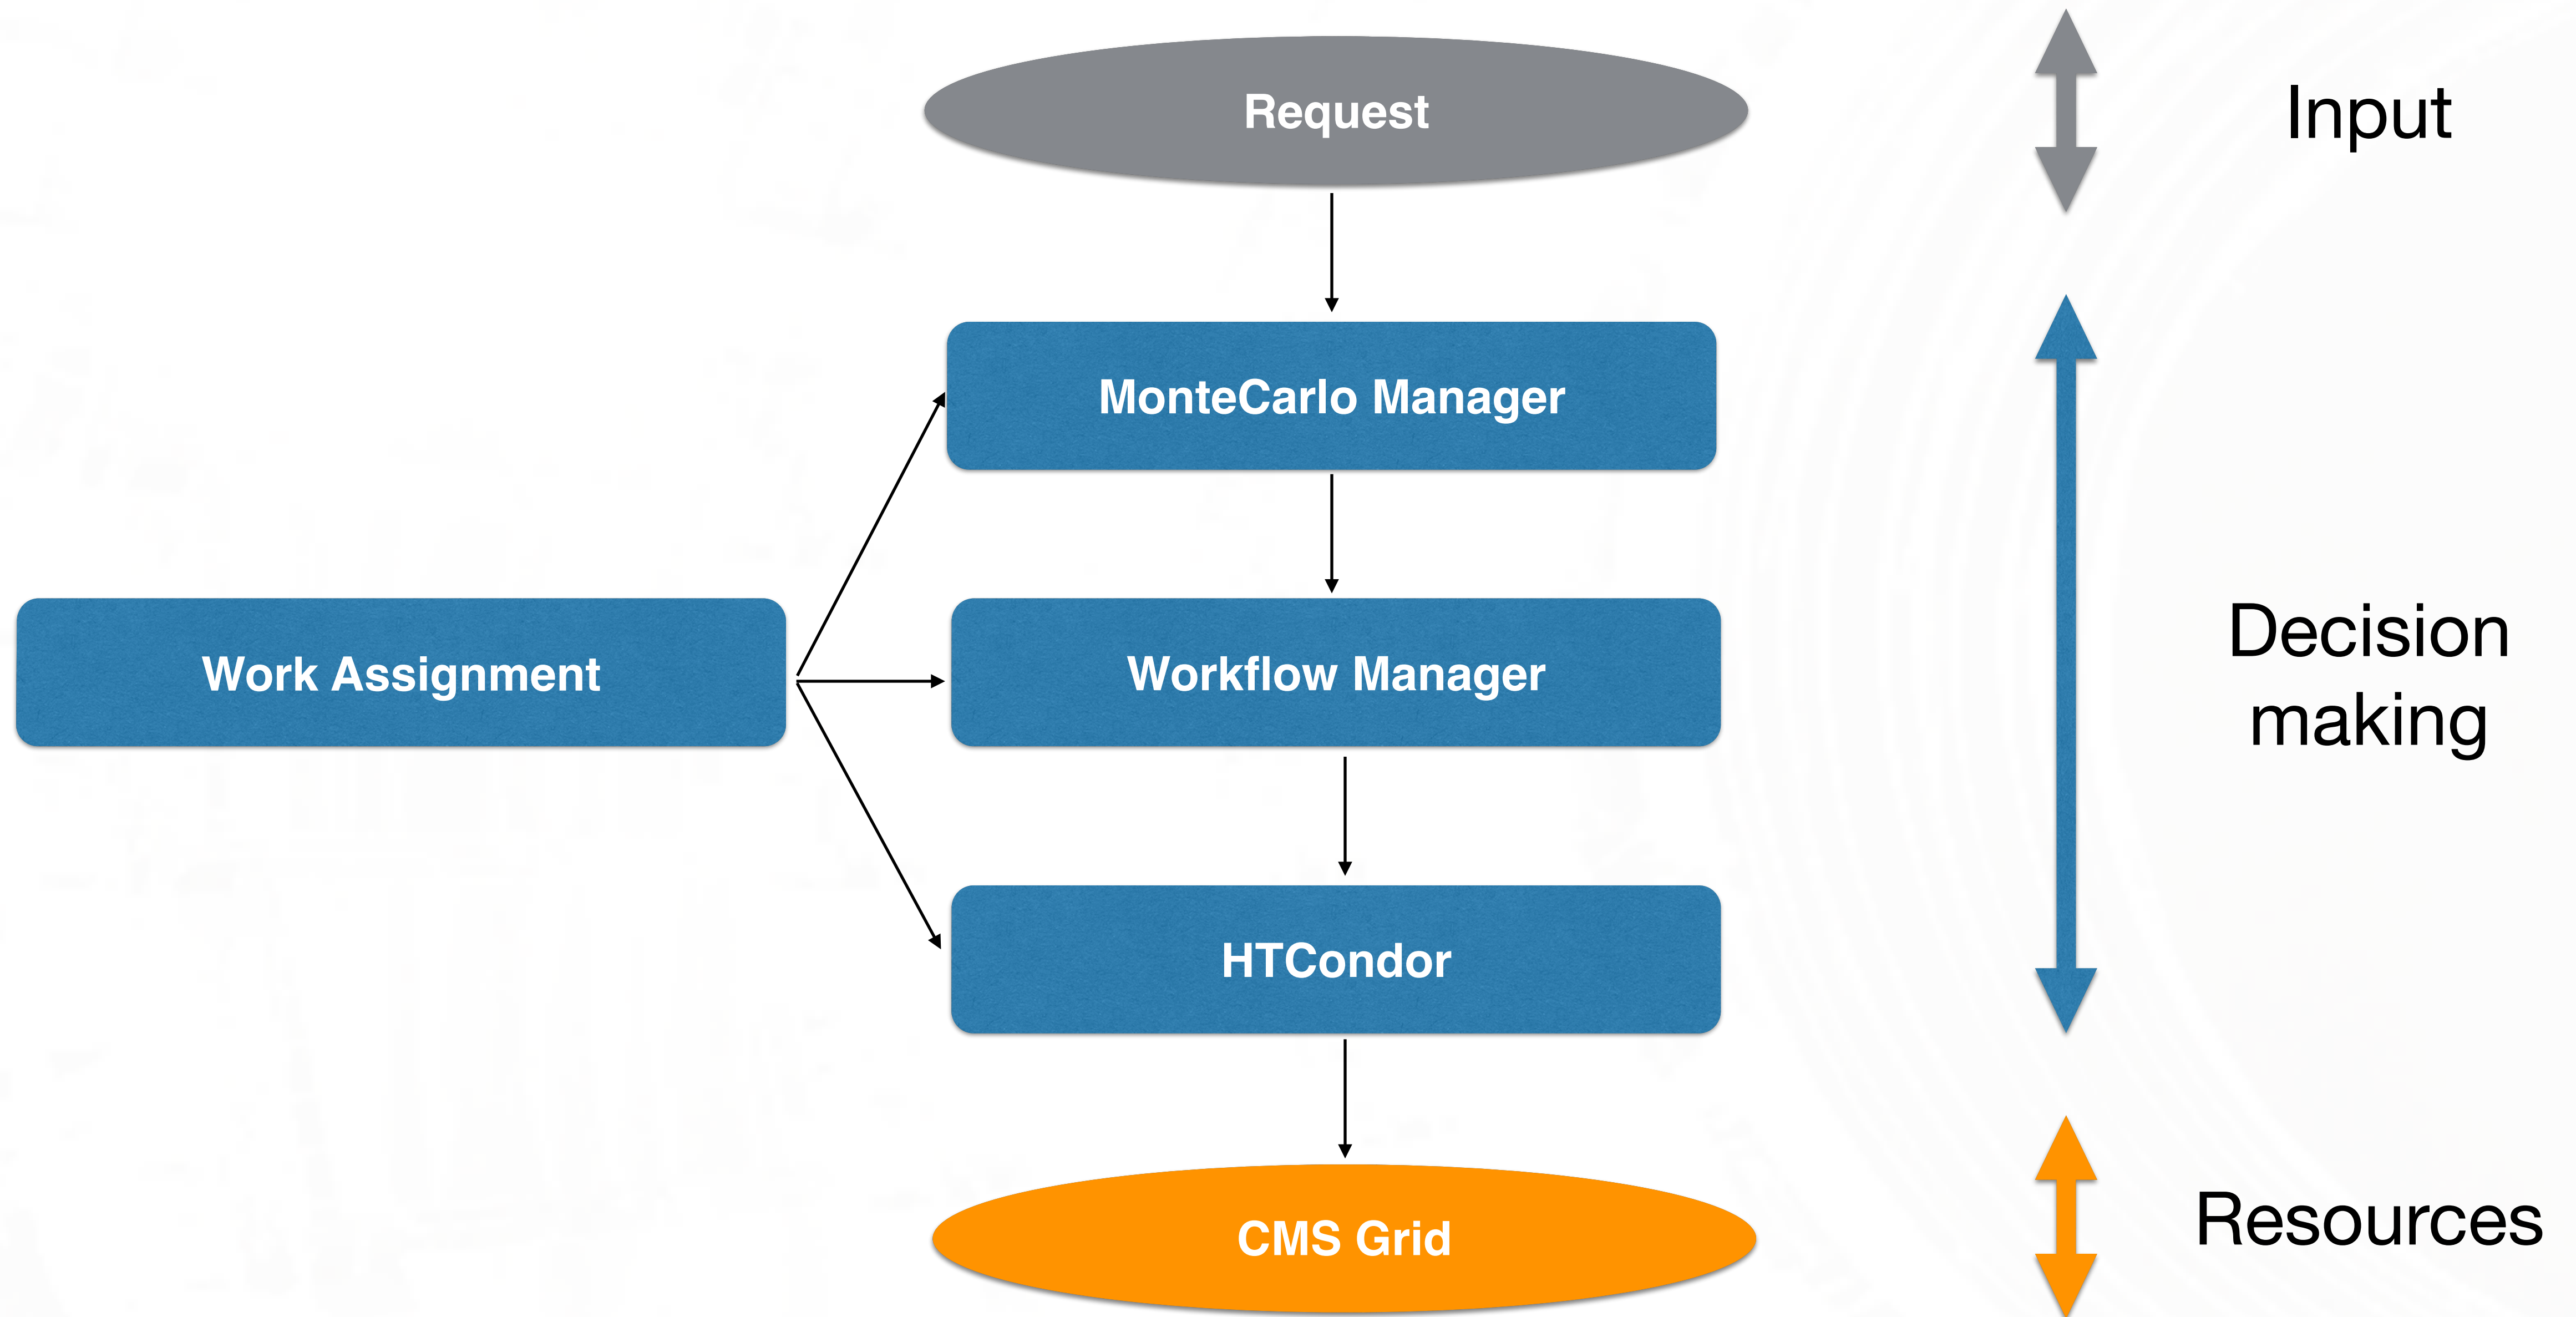 Request
Input
MonteCarlo Manager
Work Assignment
Workflow Manager
Decision
making
HTCondor
CMS Grid
Resources